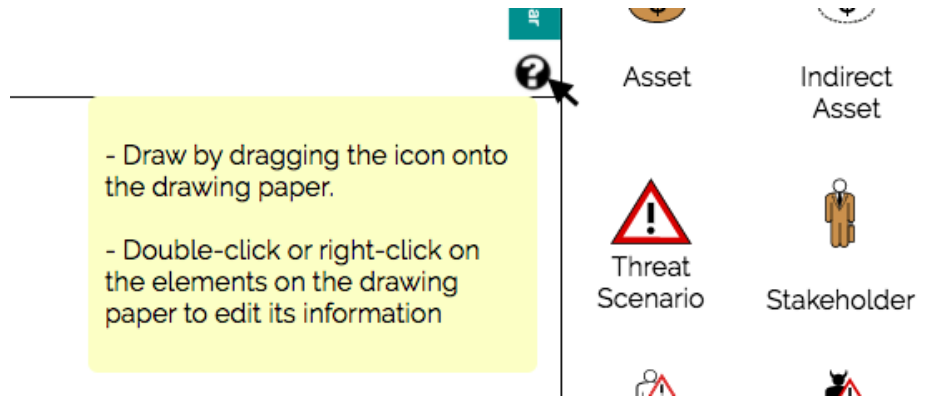 ar
Asset
Indirect
Asset
- Draw by dragging the icon onto
the drawing paper.
- Double-click or right-click on
the elements on the drawing
paper to edit its information
Threat
Scenario
Stakeholder